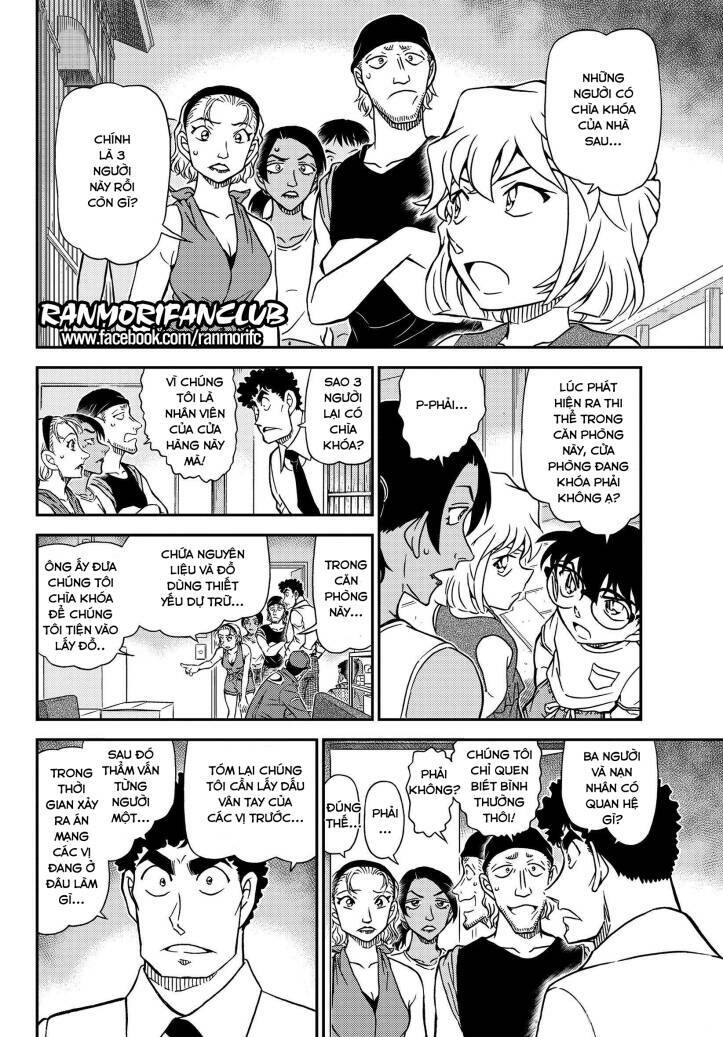 NHỮNG
NGƯỜI CÓ
CHÌA KHÓA
CỦA NHÀ
SAU...
CHÍNH
LÀ 3
NGƯỜI
NÀY RỒI
CÒN GÌ?
RANMORIFANCLUB
www.facebook.com/ranmorifc
LÚC PHÁT
HIỆN RA THI
THỂ TRONG
CĂN PHÒNG
NÀY, CỬA
PHÒNG ĐANG
KHÓA PHẢI
KHÔNG Ạ?
P-PHẢI...
SAO 3
NGƯỜI
LẠI CÓ
CHÌA
KHÓA?
VÌ CHÚNG
TÔI LÀ
NHÂN VIÊN
CỦA CỬA
HÀNG NÀY
MÀ!
TRONG
CĂN
PHÒNG
NÀY...
CHỨA NGUYÊN
LIỆU VÀ ĐỒ
DÙNG THIẾT
YẾU DỰ TRỮ...
ÔNG ẤY ĐƯA
CHÚNG TÔI
CHÌA KHÓA
ĐỂ CHÚNG
TÔI TIỆN VÀO
LẤY ĐỒ..
BA NGƯỜI
VÀ NẠN
NHÂN CÓ
QUAN HỆ
GÌ?
CHÚNG TÔI
CHỈ QUEN
BIẾT BÌNH
THƯỜNG
THÔI!
PHẢI
KHÔNG?
PHẢI
...
ĐÚNG
THẾ..!
TÓM LẠI CHÚNG
TÔI CẦN LẤY DẤU
VÂN TAY CỦA
CÁC VỊ TRƯỚC...
SAU ĐÓ
THẨM VẤN
TỪNG
NGƯỜI
MỘT...
TRONG
THỜI
GIAN XẢY
RA ÁN
MẠNG
CÁC VỊ
ĐANG Ở
ĐÂU LÀM
GÌ...